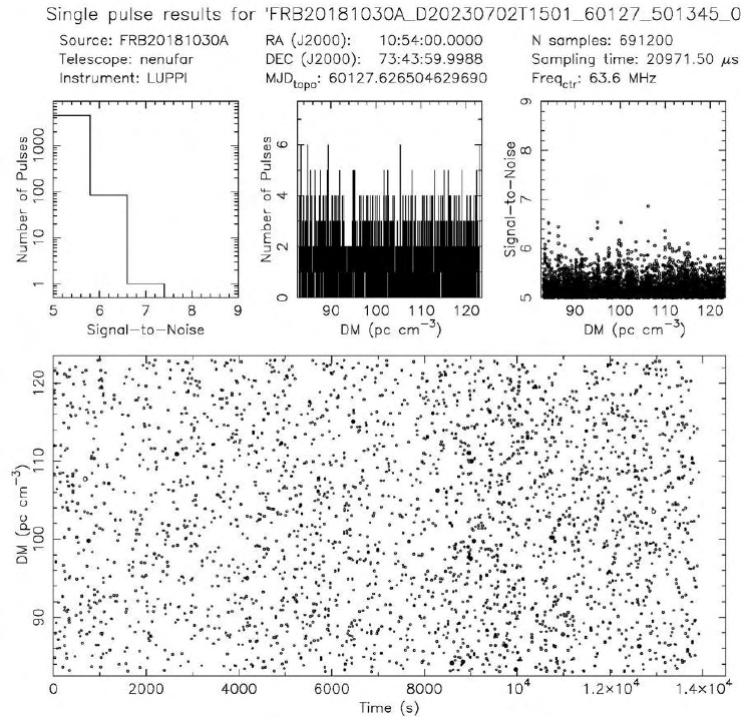 Single pulse results for 'FRB20181030A_D20230702T1501_60127_501345_0
Source: FRB20181030A
Telescope: nenufar
Instrument: LUPPI
RA (J2000): 10:54:00.0000
DEC (J2000): 73:43:59.9988
MJD_topo: 60127.626504629690
N samples: 691200
Sampling time: 20971.50 μs
Freq_ctr: 63.6 MHz
Number of Pulses
1000
100
10
1
5 6 7 8 9
Signal-to-Noise
Number of Pulses
6
4
2
0
90 100 110 120
DM (pc cm⁻³)
Signal-to-Noise
9
8
7
6
5
90 100 110 120
DM (pc cm⁻³)
DM (pc cm⁻³)
120
110
100
90
0 2000 4000 6000 8000 10⁴ 1.2×10⁴ 1.4×10⁴
Time (s)